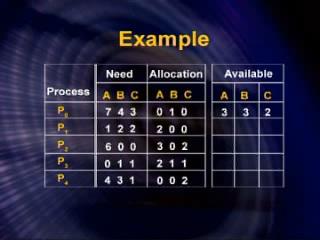 Example
Need Allocation Available
Process A B C A B C A B C
P0 7 4 3 0 1 0 3 3 2
P1 1 2 2 2 0 0
P2 6 0 0 3 0 2
P3 0 1 1 2 1 1
P4 4 3 1 0 0 2